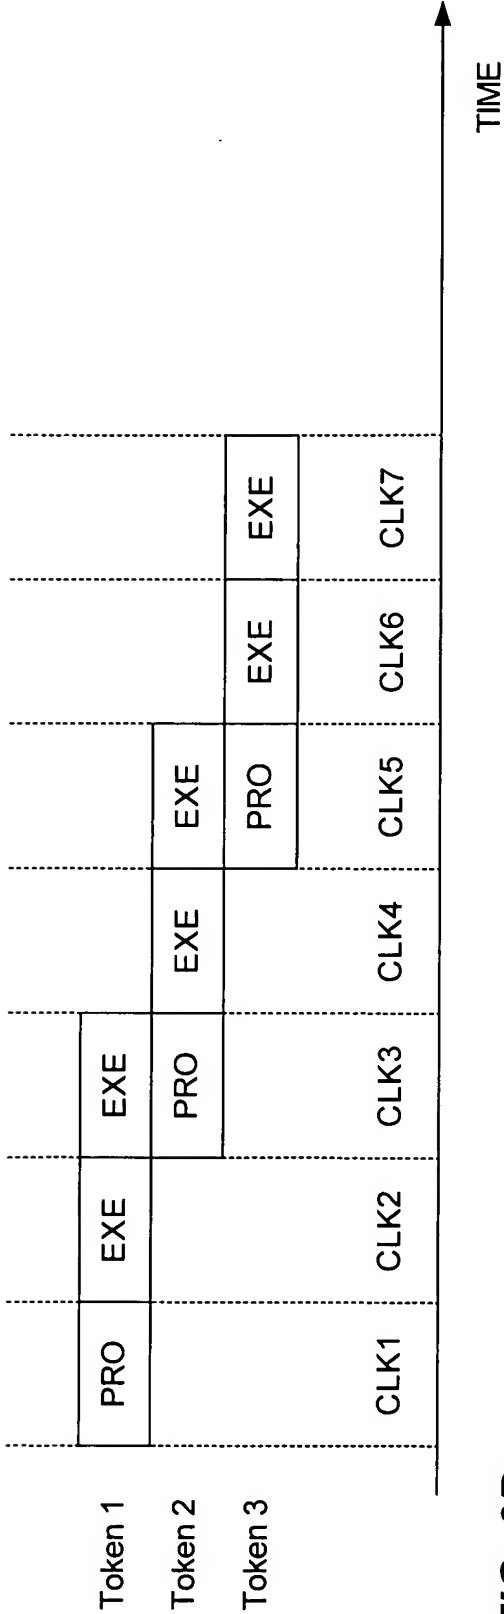 Token 1 PRO EXE EXE
Token 2 PRO EXE EXE
Token 3 PRO EXE EXE
CLK1 CLK2 CLK3 CLK4 CLK5 CLK6 CLK7
TIME